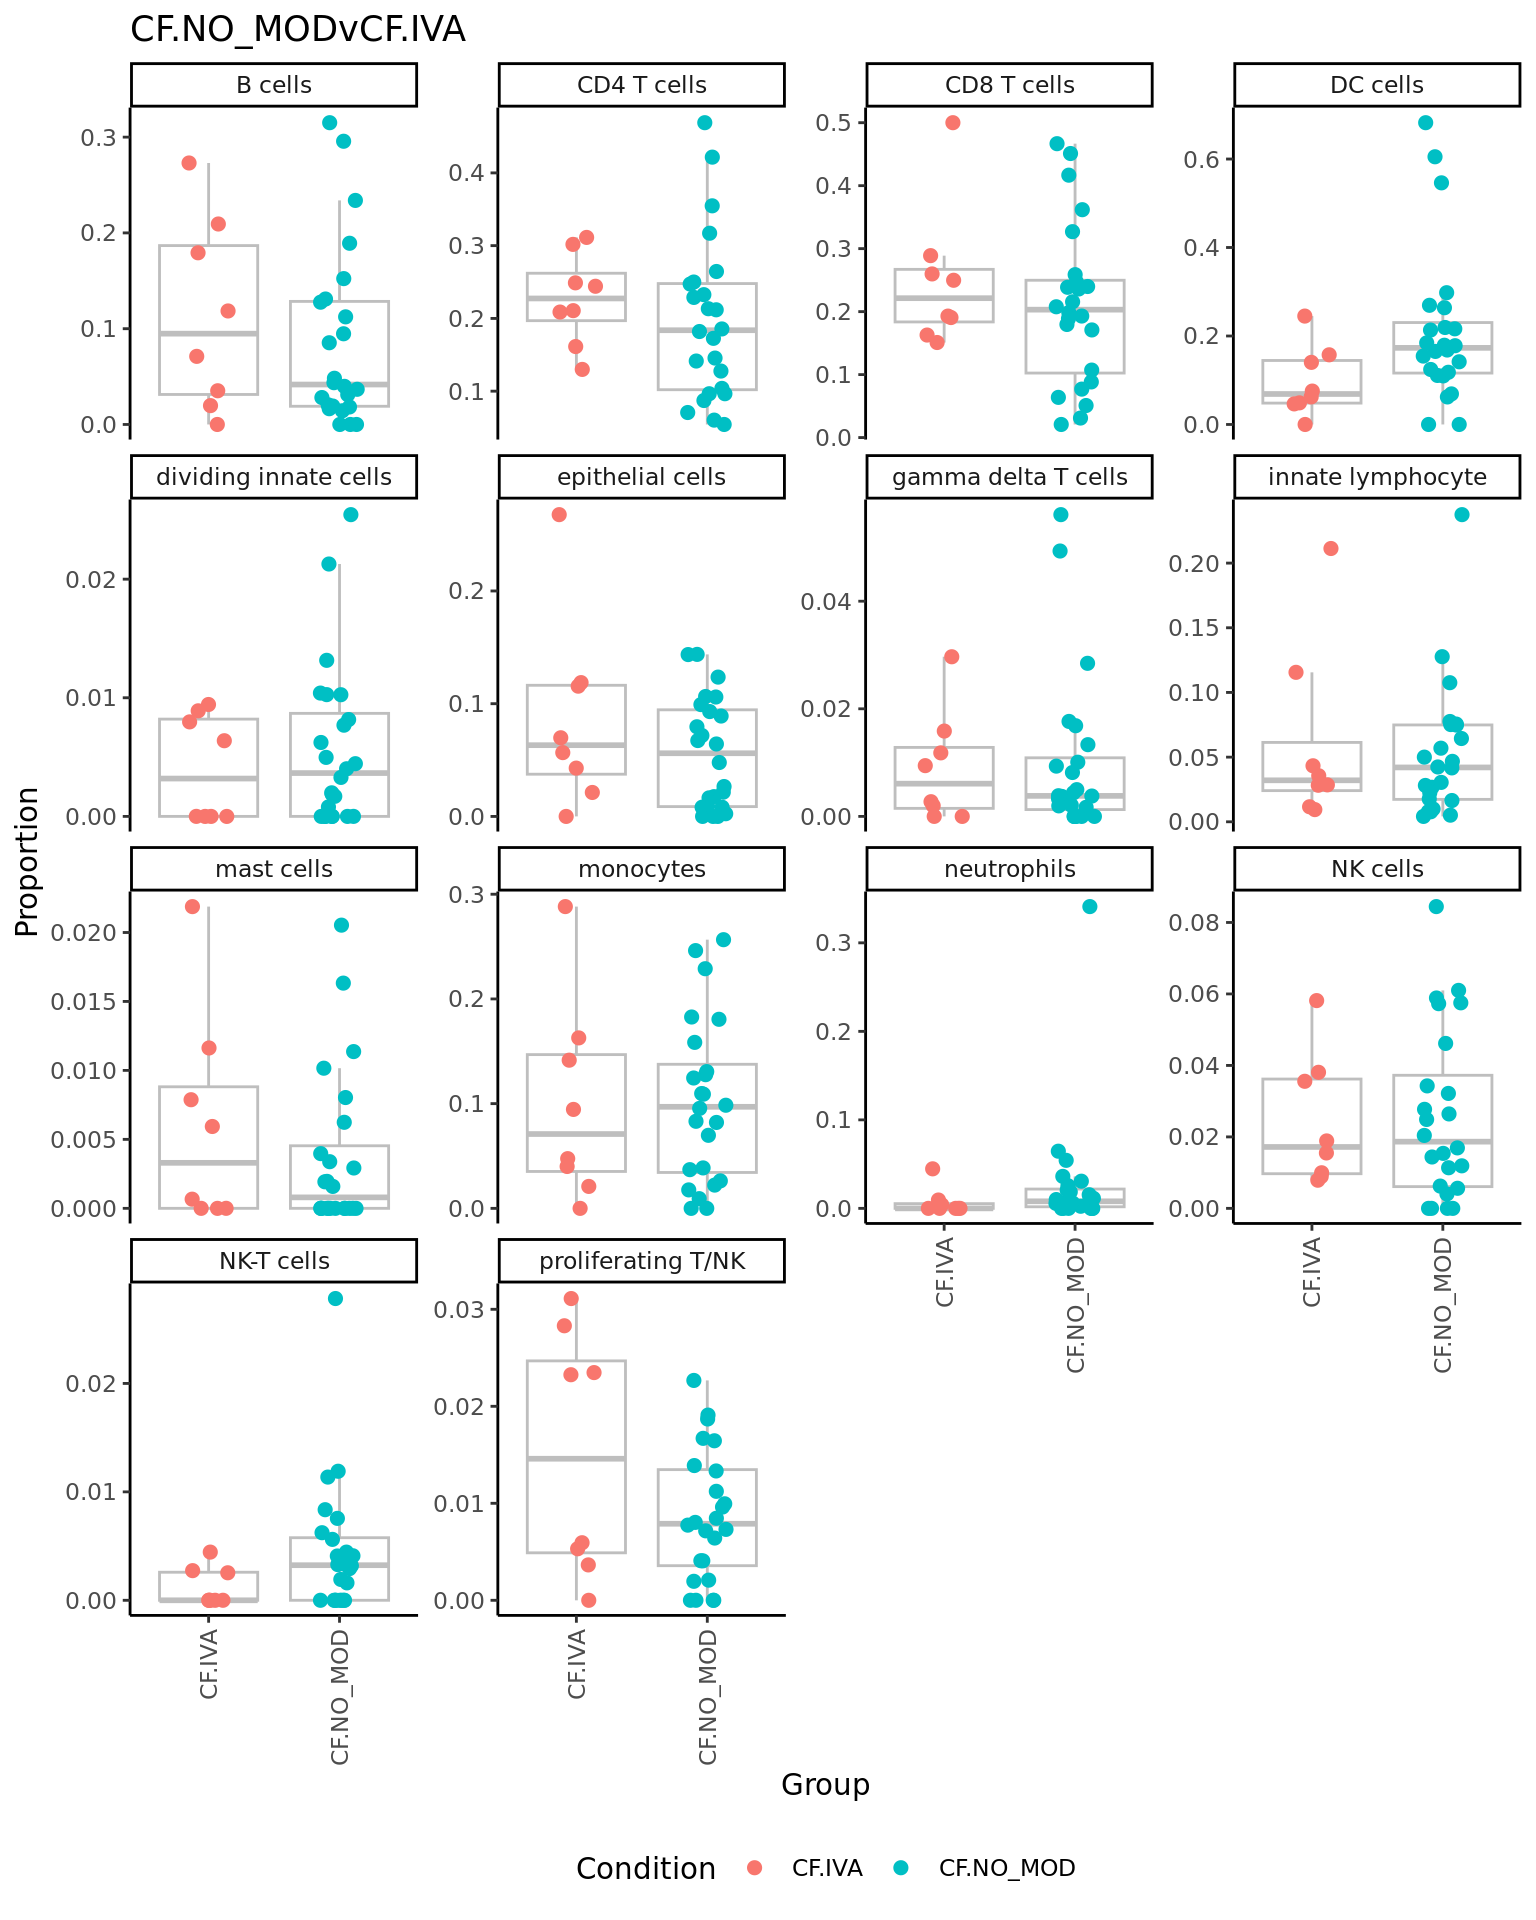 CF.NO_MODvCF.IVA
B cells
CD4 T cells
CD8 T cells
DC cells
0.3
0.2
0.1
0.0
0.4
0.3
0.2
0.1
0.5
0.4
0.3
0.2
0.1
0.0
0.6
0.4
0.2
0.0
dividing innate cells
epithelial cells
gamma delta T cells
innate lymphocyte
0.02
0.01
0.00
0.2
0.1
0.0
0.04
0.02
0.00
0.20
0.15
0.10
0.05
0.00
Proportion
mast cells
monocytes
neutrophils
NK cells
0.020
0.015
0.010
0.005
0.000
0.3
0.2
0.1
0.0
0.3
0.2
0.1
0.0
0.08
0.06
0.04
0.02
0.00
CF.IVA
CF.NO_MOD
CF.IVA
CF.NO_MOD
NK-T cells
proliferating T/NK
0.02
0.01
0.00
0.03
0.02
0.01
0.00
CF.IVA
CF.NO_MOD
CF.IVA
CF.NO_MOD
Group
Condition CF.IVA CF.NO_MOD